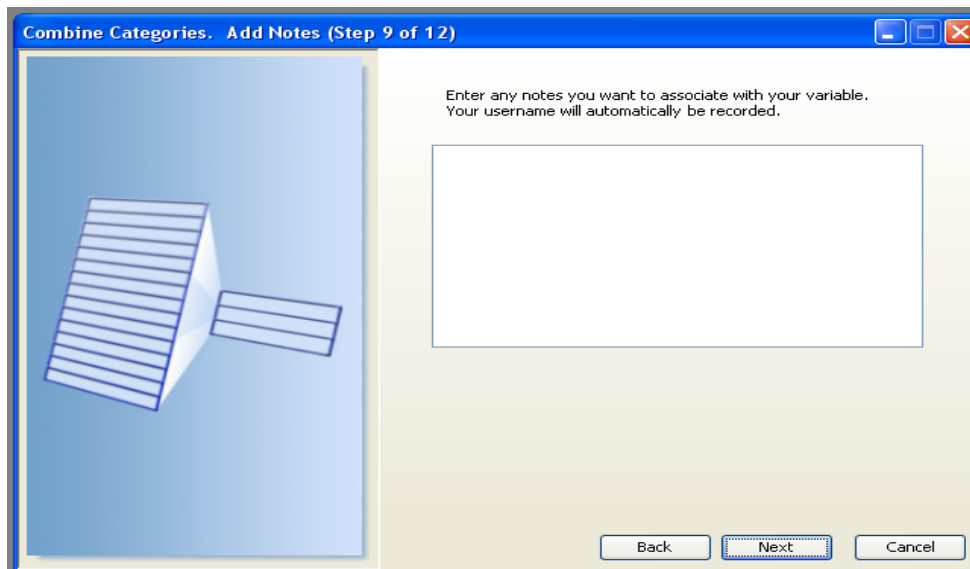 Combine Categories. Add Notes (Step 9 of 12)
Enter any notes you want to associate with your variable.
Your username will automatically be recorded.
Back Next Cancel